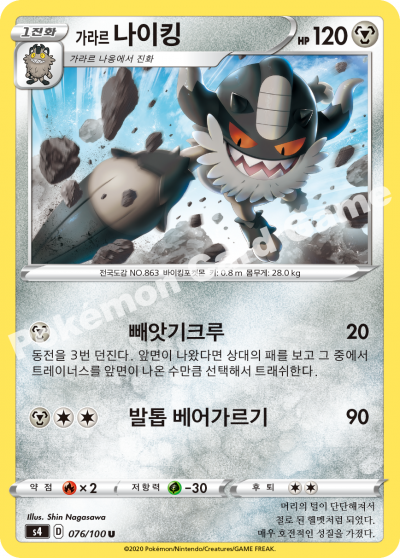 1진화
가라르 나이킹
HP 120
가라르 나옹에서 진화
전국도감 NO.863 바이킹포켓몬 키: 0.8 m 몸무게: 28.0 kg
Pokémon Card Game
빼앗기크루 20
동전을 3번 던진다. 앞면이 나왔다면 상대의 패를 보고 그 중에서
트레이너스를 앞면이 나온 수만큼 선택해서 트래쉬한다.
발톱 베어가르기 90
약점 ×2 저항력 -30 후퇴
Illus. Shin Nagasawa
s4 D 076/100 U
머리의 털이 단단해져서
철로 된 헬멧처럼 되었다.
매우 호전적인 성질을 가졌다.
©2020 Pokémon/Nintendo/Creatures/GAME FREAK.